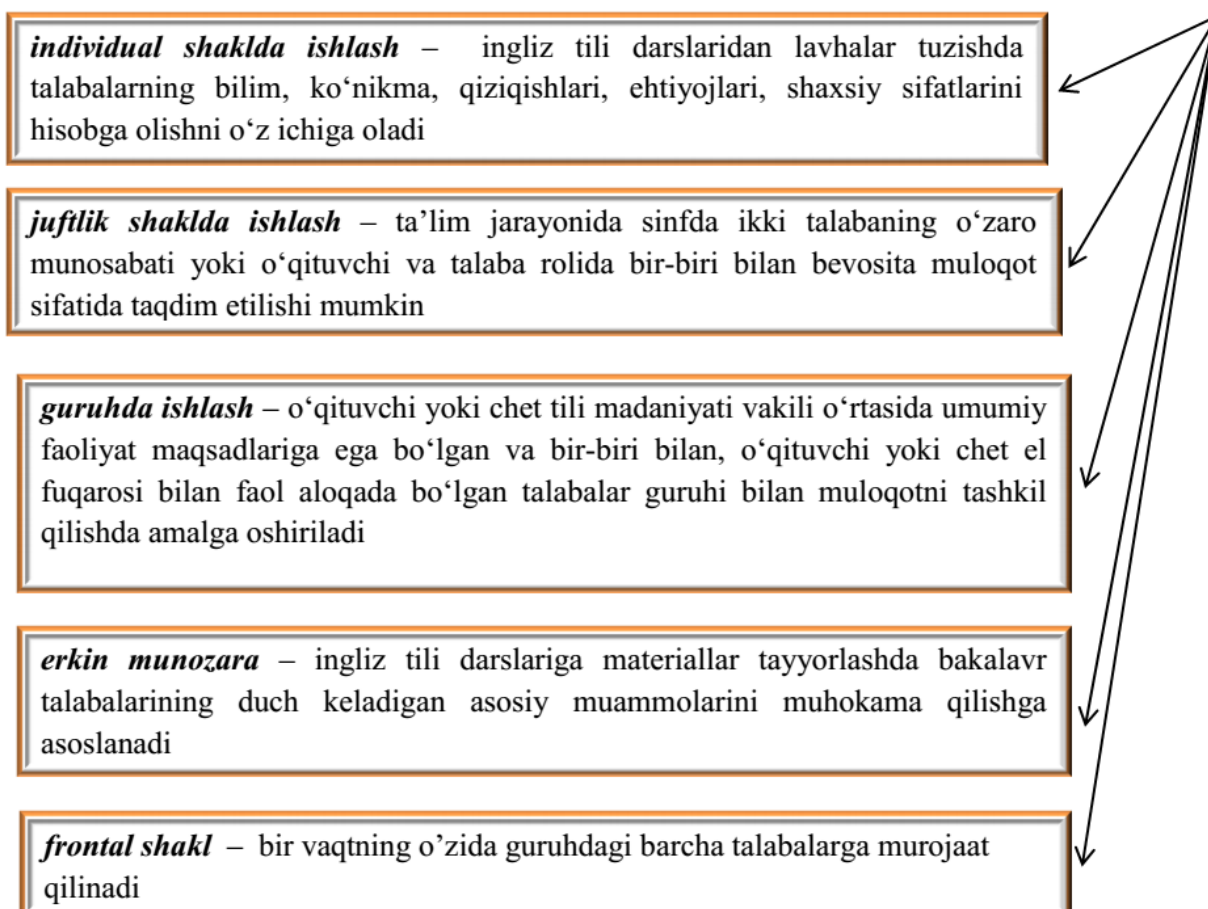 individual shaklda ishlash – ingliz tili darslaridan lavhalar tuzishda
talabalarning bilim, ko‘nikma, qiziqishlari, ehtiyojlari, shaxsiy sifatlarini
hisobga olishni o‘z ichiga oladi
juftlik shaklda ishlash – ta’lim jarayonida sinfda ikki talabaning o‘zaro
munosabati yoki o‘qituvchi va talaba rolida bir-biri bilan bevosita muloqot
sifatida taqdim etilishi mumkin
guruhda ishlash – o‘qituvchi yoki chet tili madaniyati vakili o‘rtasida umumiy
faoliyat maqsadlariga ega bo‘lgan va bir-biri bilan, o‘qituvchi yoki chet el
fuqarosi bilan faol aloqada bo‘lgan talabalar guruhi bilan muloqotni tashkil
qilishda amalga oshiriladi
erkin munozara – ingliz tili darslariga materiallar tayyorlashda bakalavr
talabalarining duch keladigan asosiy muammolarini muhokama qilishga
asoslanadi
frontal shakl – bir vaqtning o’zida guruhdagi barcha talabalarga murojaat
qilinadi